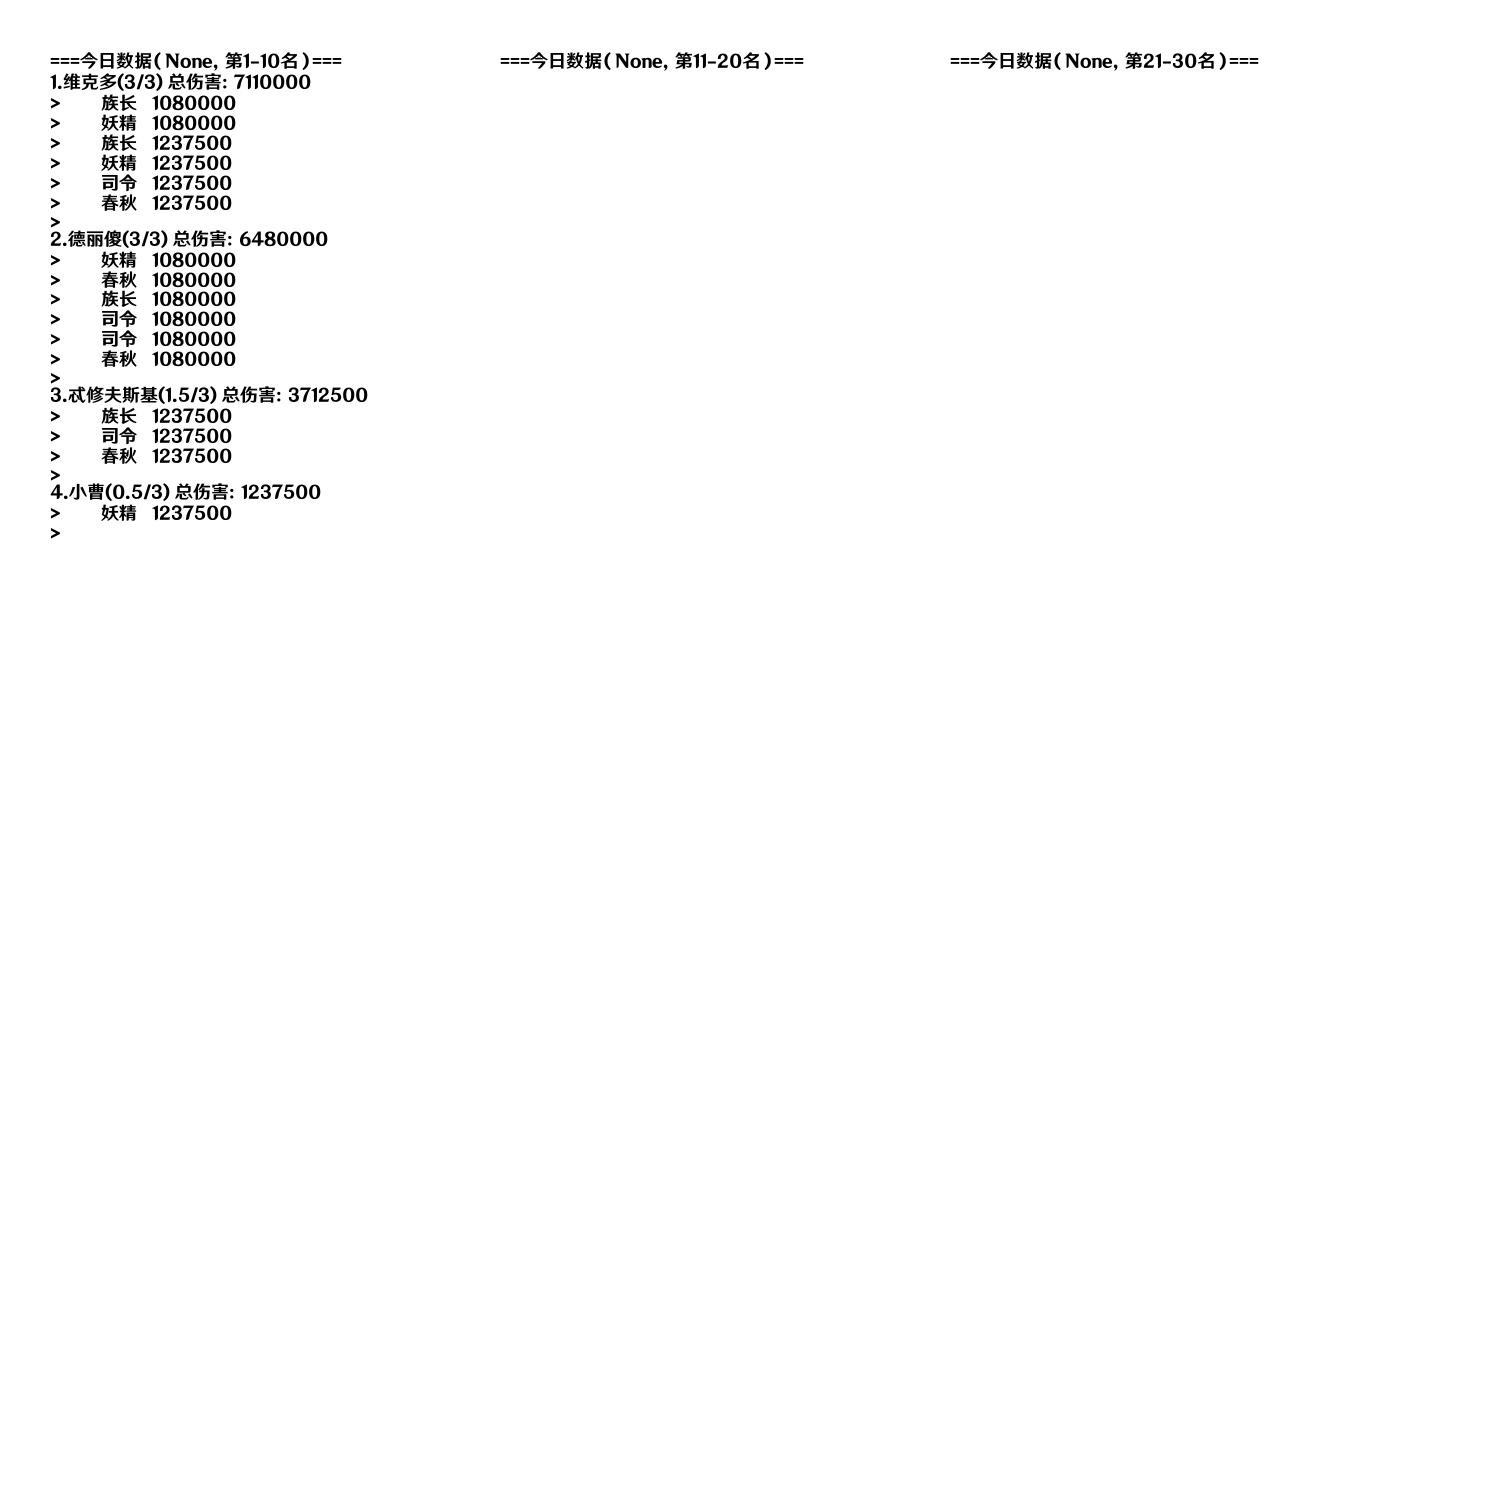 ===今日数据(None, 第1-10名)===
1.维克多(3/3) 总伤害: 7110000
> 族长 1080000
> 妖精 1080000
> 族长 1237500
> 妖精 1237500
> 司令 1237500
> 春秋 1237500
>
2.德丽傻(3/3) 总伤害: 6480000
> 妖精 1080000
> 春秋 1080000
> 族长 1080000
> 司令 1080000
> 司令 1080000
> 春秋 1080000
>
3.忒修夫斯基(1.5/3) 总伤害: 3712500
> 族长 1237500
> 司令 1237500
> 春秋 1237500
>
4.小曹(0.5/3) 总伤害: 1237500
> 妖精 1237500
>
===今日数据(None, 第11-20名)===
===今日数据(None, 第21-30名)===